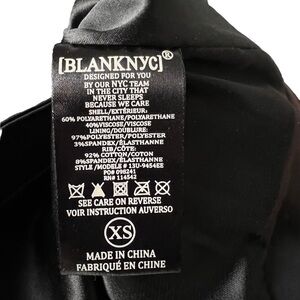 [BLANKNYC]®
DESIGNED FOR YOU
BY OUR NYC TEAM
IN THE CITY THAT
NEVER SLEEPS
BECAUSE WE CARE
SHELL/EXTÉRIEUR:
60% POLYURETHANE/POLYURETHANE
40%VISCOSE/VISCOSE
LINING/DOUBLURE:
97%POLYESTER/POLYESTER
3%SPANDEX/ÉLASTHANNE
RIB/CÔTE:
92% COTTON/COTON
8%SPANDEX/ÉLASTHANNE
STYLE /MODELE # 13U-9454EE
PO# 098241
RN# 114542
SEE CARE ON REVERSE
VOIR INSTRUCTION AUVERSO
XS
MADE IN CHINA
FABRIQUÉ EN CHINE